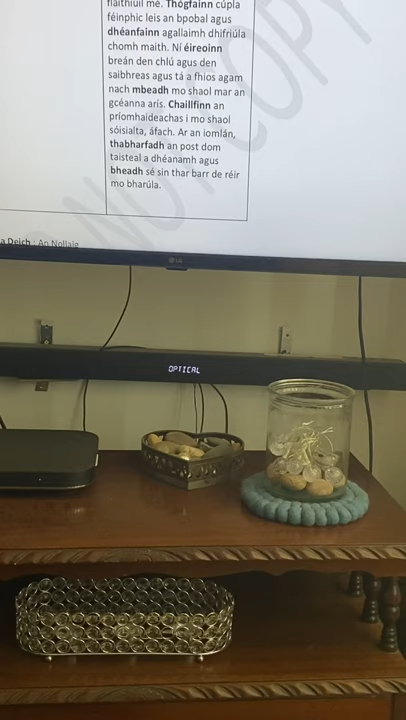 flaithiúil mé. Thógfainn cúpla
féinphic leis an bpobal agus
dhéanfainn agallaimh dhifriúla
chomh maith. Ní éireoinn
breán den chlú agus den
saibhreas agus tá a fhios agam
nach mbeadh mo shaol mar an
gcéanna arís. Chaillfinn an
príomhaideachas i mo shaol
sóisialta, áfach. Ar an iomlán,
thabharfadh an post dom
taisteal a dhéanamh agus
bheadh sé sin thar barr de réir
mo bharúla.
a Deich : An Nollaig
NOT COPY
LG
OPTICAL